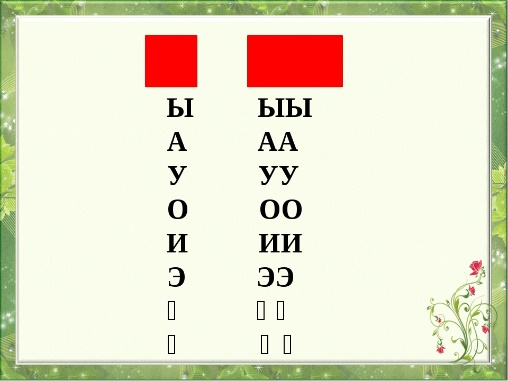 Ы ЫЫ
А АА
У УУ
О ОО
И ИИ
Э ЭЭ